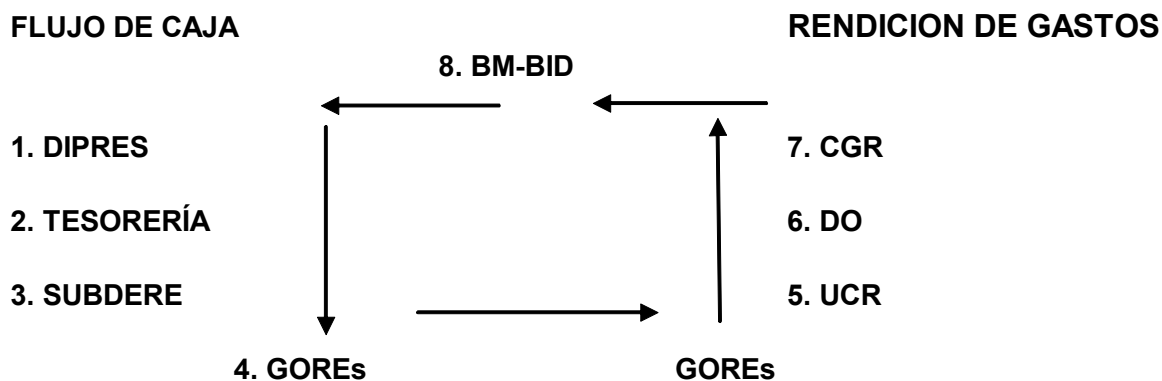 FLUJO DE CAJA
RENDICION DE GASTOS
8. BM-BID
1. DIPRES
7. CGR
2. TESORERÍA
6. DO
3. SUBDERE
5. UCR
4. GOREs
GOREs